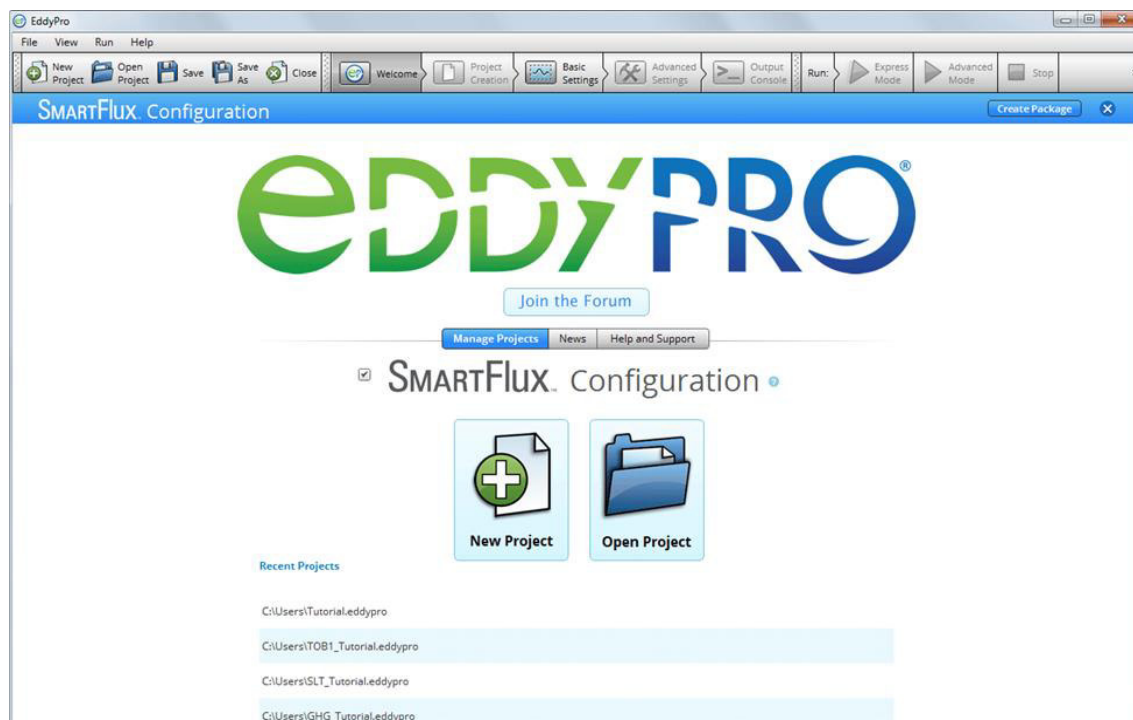 EddyPro
File View Run Help
New Project Open Project Save Save As Close Welcome Project Creation Basic Settings Advanced Settings Output Console Run: Express Mode Advanced Mode Stop
SMARTFLUX™ Configuration Create Package
eDDYPRO®
Join the Forum
Manage Projects News Help and Support
SMARTFLUX™ Configuration ?
New Project Open Project
Recent Projects
C:\Users\Tutorial.eddypro
C:\Users\TOB1_Tutorial.eddypro
C:\Users\SLT_Tutorial.eddypro
C:\Users\GHG_Tutorial.eddypro